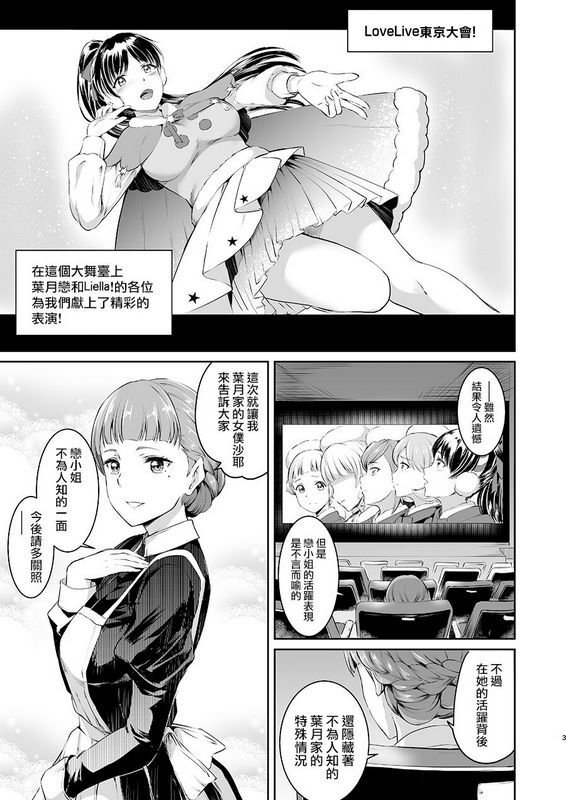 LoveLive東京大會!
在這個大舞臺上
葉月戀和Liella!的各位
為我們獻上了精彩的
表演!
——雖然
結果令人遺憾
但是
戀小姐的活躍表現
是不言而喻的
不過
在她的活躍背後
還隱藏著
不為人知的
葉月家的
特殊情況
這次就讓我
葉月家的女僕沙耶
來告訴大家
戀小姐
不為人知的一面
——今後請多關照
3